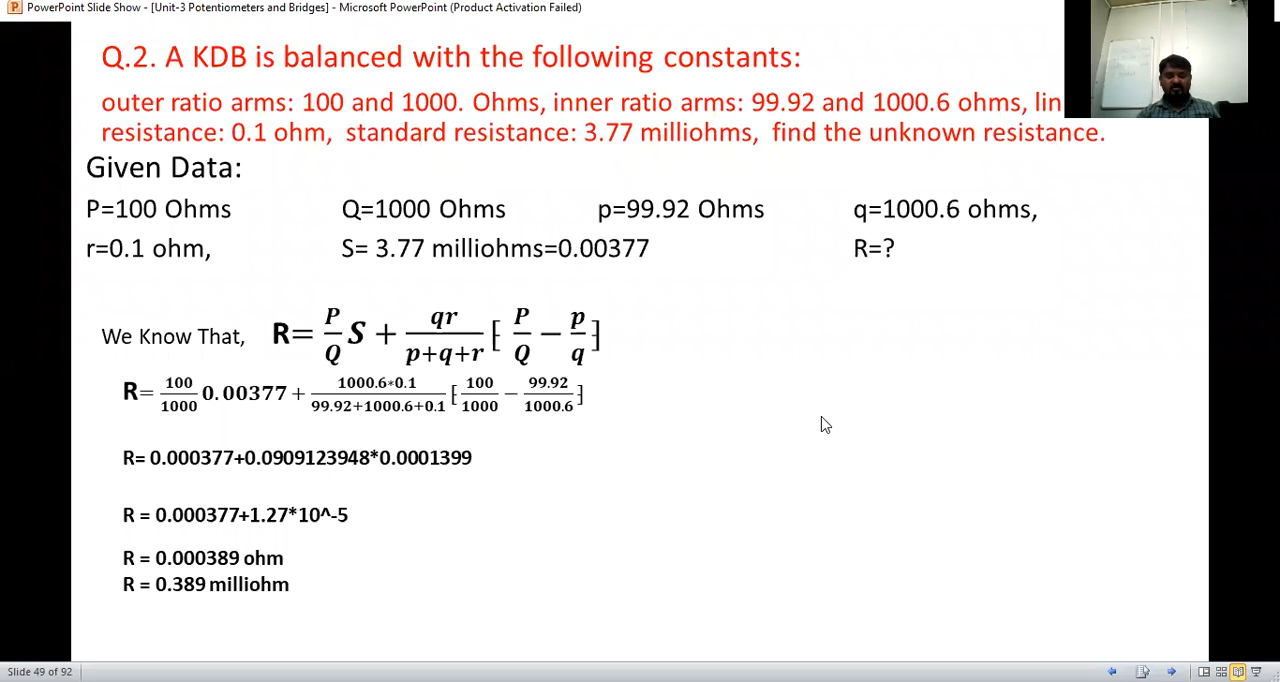 PowerPoint Slide Show - [Unit-3 Potentiometers and Bridges] - Microsoft PowerPoint (Product Activation Failed)
Q.2. A KDB is balanced with the following constants:
outer ratio arms: 100 and 1000. Ohms, inner ratio arms: 99.92 and 1000.6 ohms, lin
resistance: 0.1 ohm, standard resistance: 3.77 milliohms, find the unknown resistance.
Given Data:
P=100 Ohms Q=1000 Ohms p=99.92 Ohms q=1000.6 ohms,
r=0.1 ohm, S= 3.77 milliohms=0.00377 R=?
We Know That, R= P/Q S + qr/p+q+r [ P/Q − p/q ]
R= 100/1000 0.00377 + 1000.6*0.1/99.92+1000.6+0.1 [ 100/1000 − 99.92/1000.6 ]
R= 0.000377+0.0909123948*0.0001399
R = 0.000377+1.27*10^-5
R = 0.000389 ohm
R = 0.389 milliohm
Slide 49 of 92